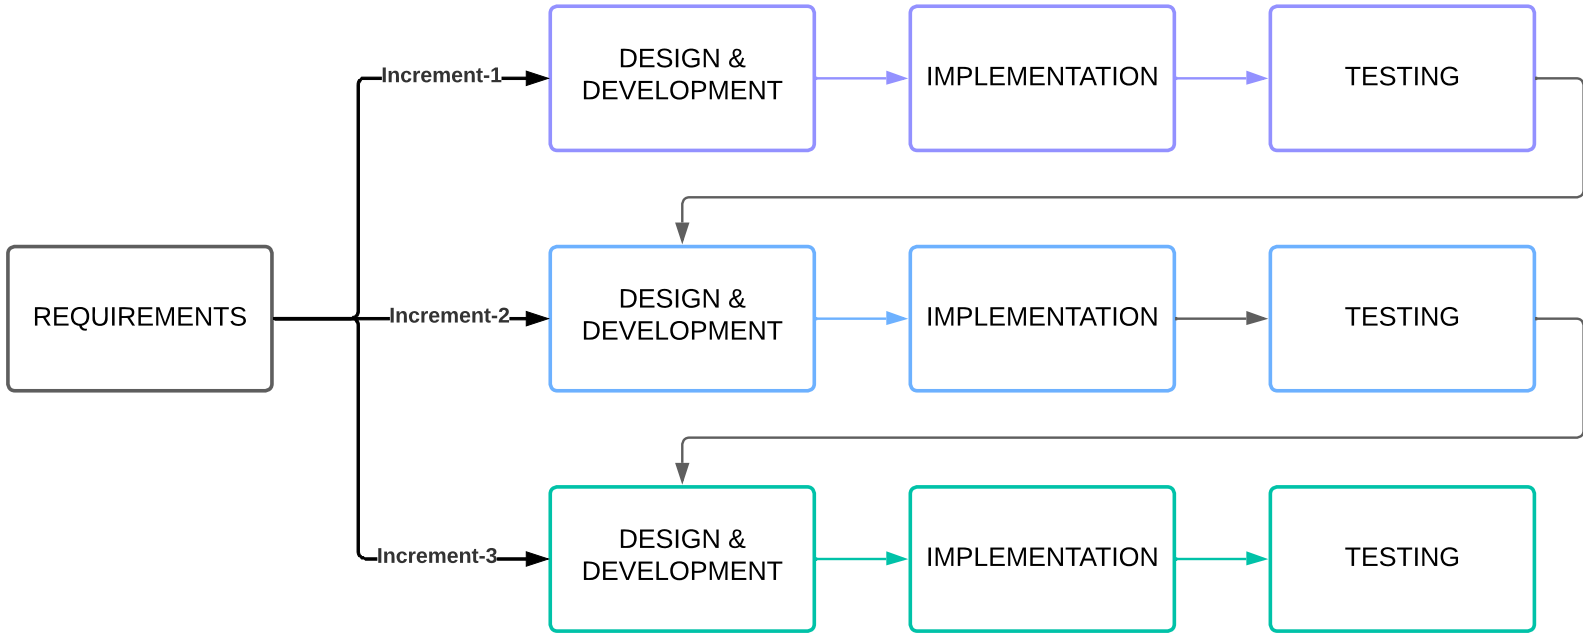 Increment-1
DESIGN &
DEVELOPMENT
IMPLEMENTATION
TESTING
REQUIREMENTS
Increment-2
DESIGN &
DEVELOPMENT
IMPLEMENTATION
TESTING
Increment-3
DESIGN &
DEVELOPMENT
IMPLEMENTATION
TESTING